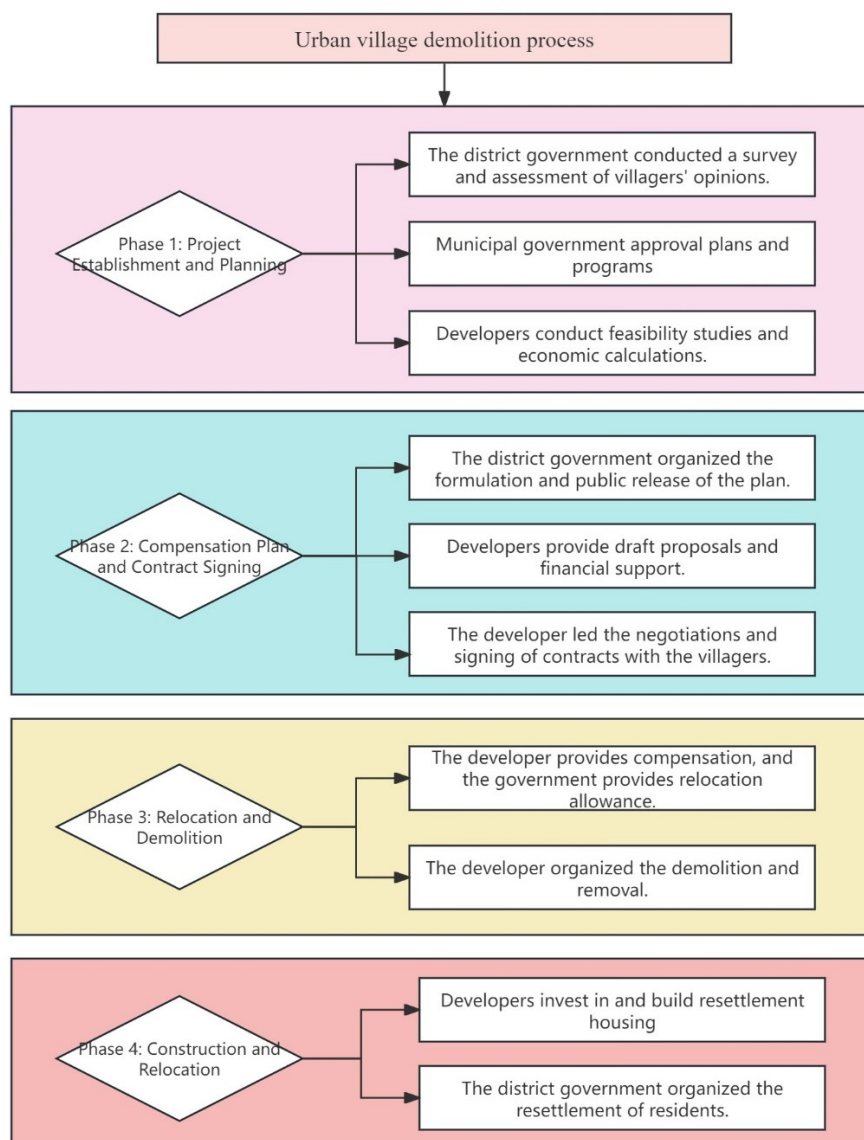 Urban village demolition process
Phase 1: Project
Establishment and Planning
The district government conducted a survey
and assessment of villagers' opinions.
Municipal government approval plans and
programs
Developers conduct feasibility studies and
economic calculations.
Phase 2: Compensation Plan
and Contract Signing
The district government organized the
formulation and public release of the plan.
Developers provide draft proposals and
financial support.
The developer led the negotiations and
signing of contracts with the villagers.
Phase 3: Relocation and
Demolition
The developer provides compensation, and
the government provides relocation
allowance.
The developer organized the demolition and
removal.
Phase 4: Construction and
Relocation
Developers invest in and build resettlement
housing
The district government organized the
resettlement of residents.